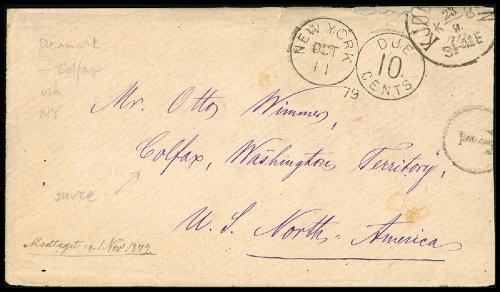 Denmark
– Colfax
via
NY
NEW YORK
OCT
11
79
DUE
10
CENTS
Mr. Otto Wimmer,
Colfax, Washington Territory,
U. S. North-America
Modtaget: 1 Nov: 1879.